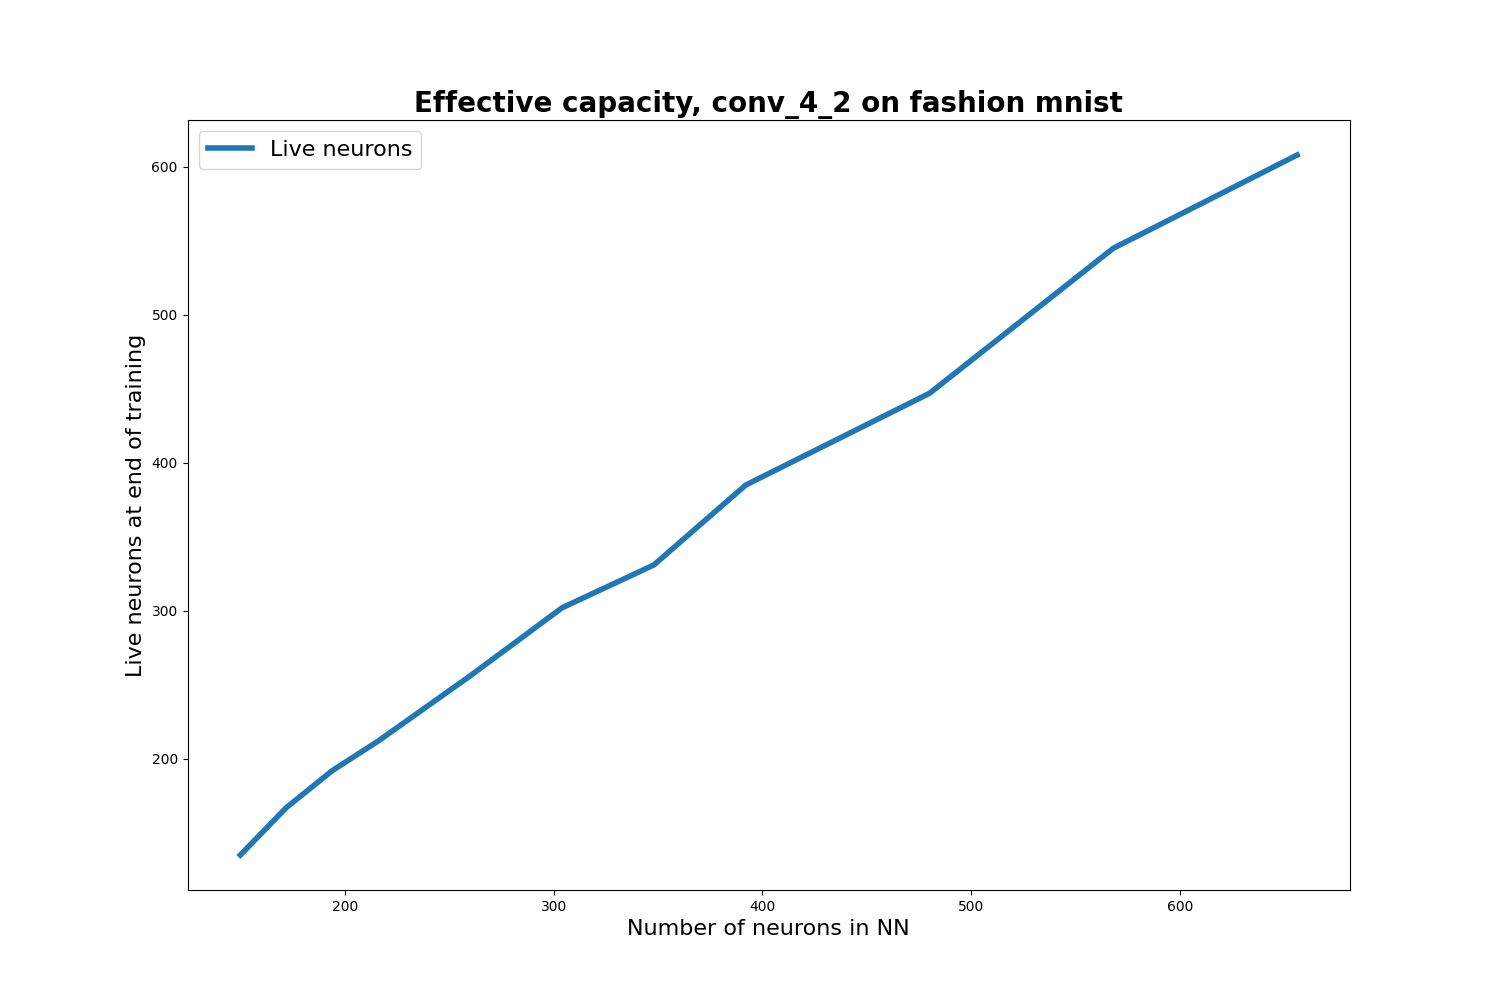 Effective capacity, conv_4_2 on fashion mnist
Live neurons
Live neurons at end of training
600
500
400
300
200
200 300 400 500 600
Number of neurons in NN